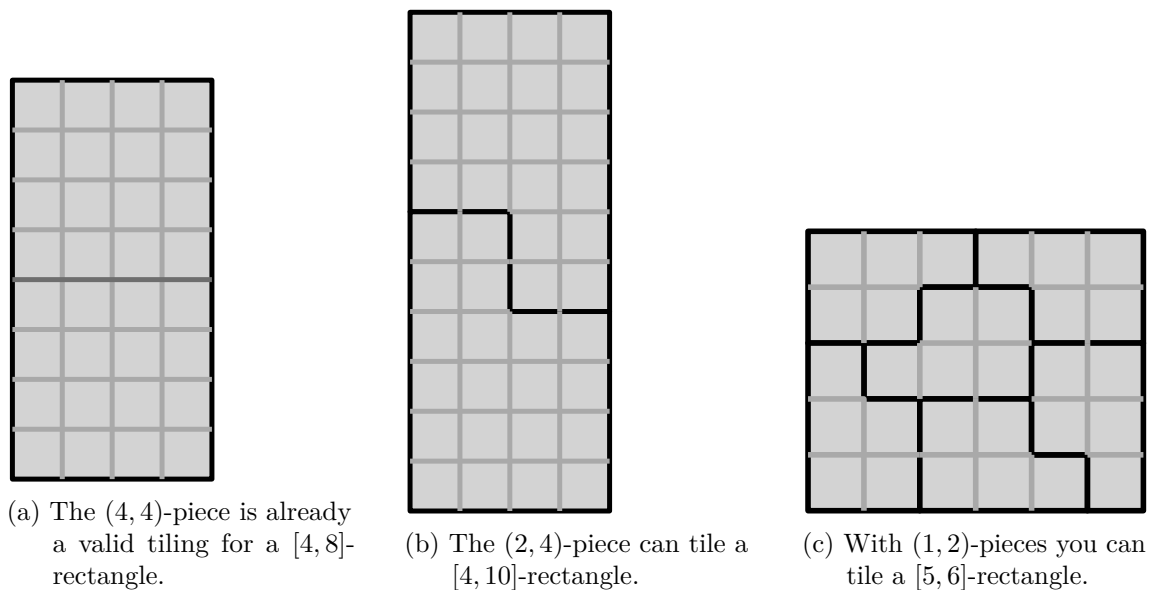 (a) The (4, 4)-piece is already
a valid tiling for a [4, 8]-
rectangle.
(b) The (2, 4)-piece can tile a
[4, 10]-rectangle.
(c) With (1, 2)-pieces you can
tile a [5, 6]-rectangle.